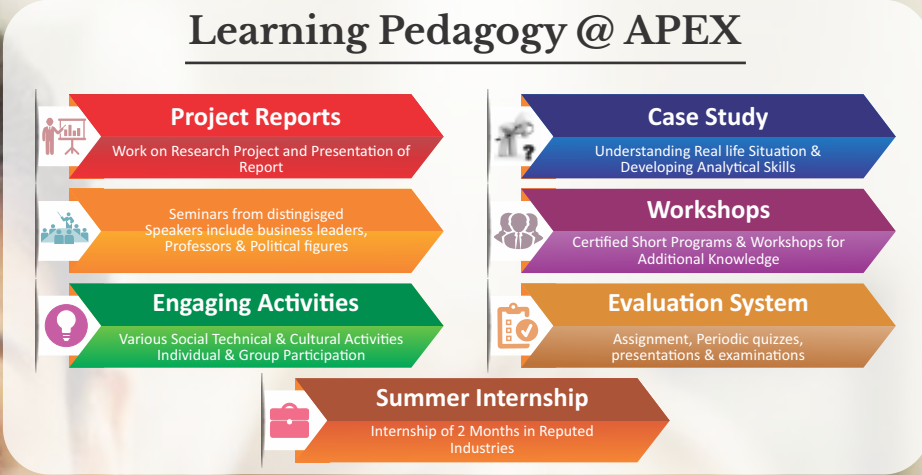 Learning Pedagogy @ APEX
Project Reports
Work on Research Project and Presentation of
Report
Case Study
Understanding Real life Situation &
Developing Analytical Skills
Seminars from distingisged
Speakers include business leaders,
Professors & Political figures
Workshops
Certified Short Programs & Workshops for
Additional Knowledge
Engaging Activities
Various Social Technical & Cultural Activities
Individual & Group Participation
Evaluation System
Assignment, Periodic quizzes,
presentations & examinations
Summer Internship
Internship of 2 Months in Reputed
Industries